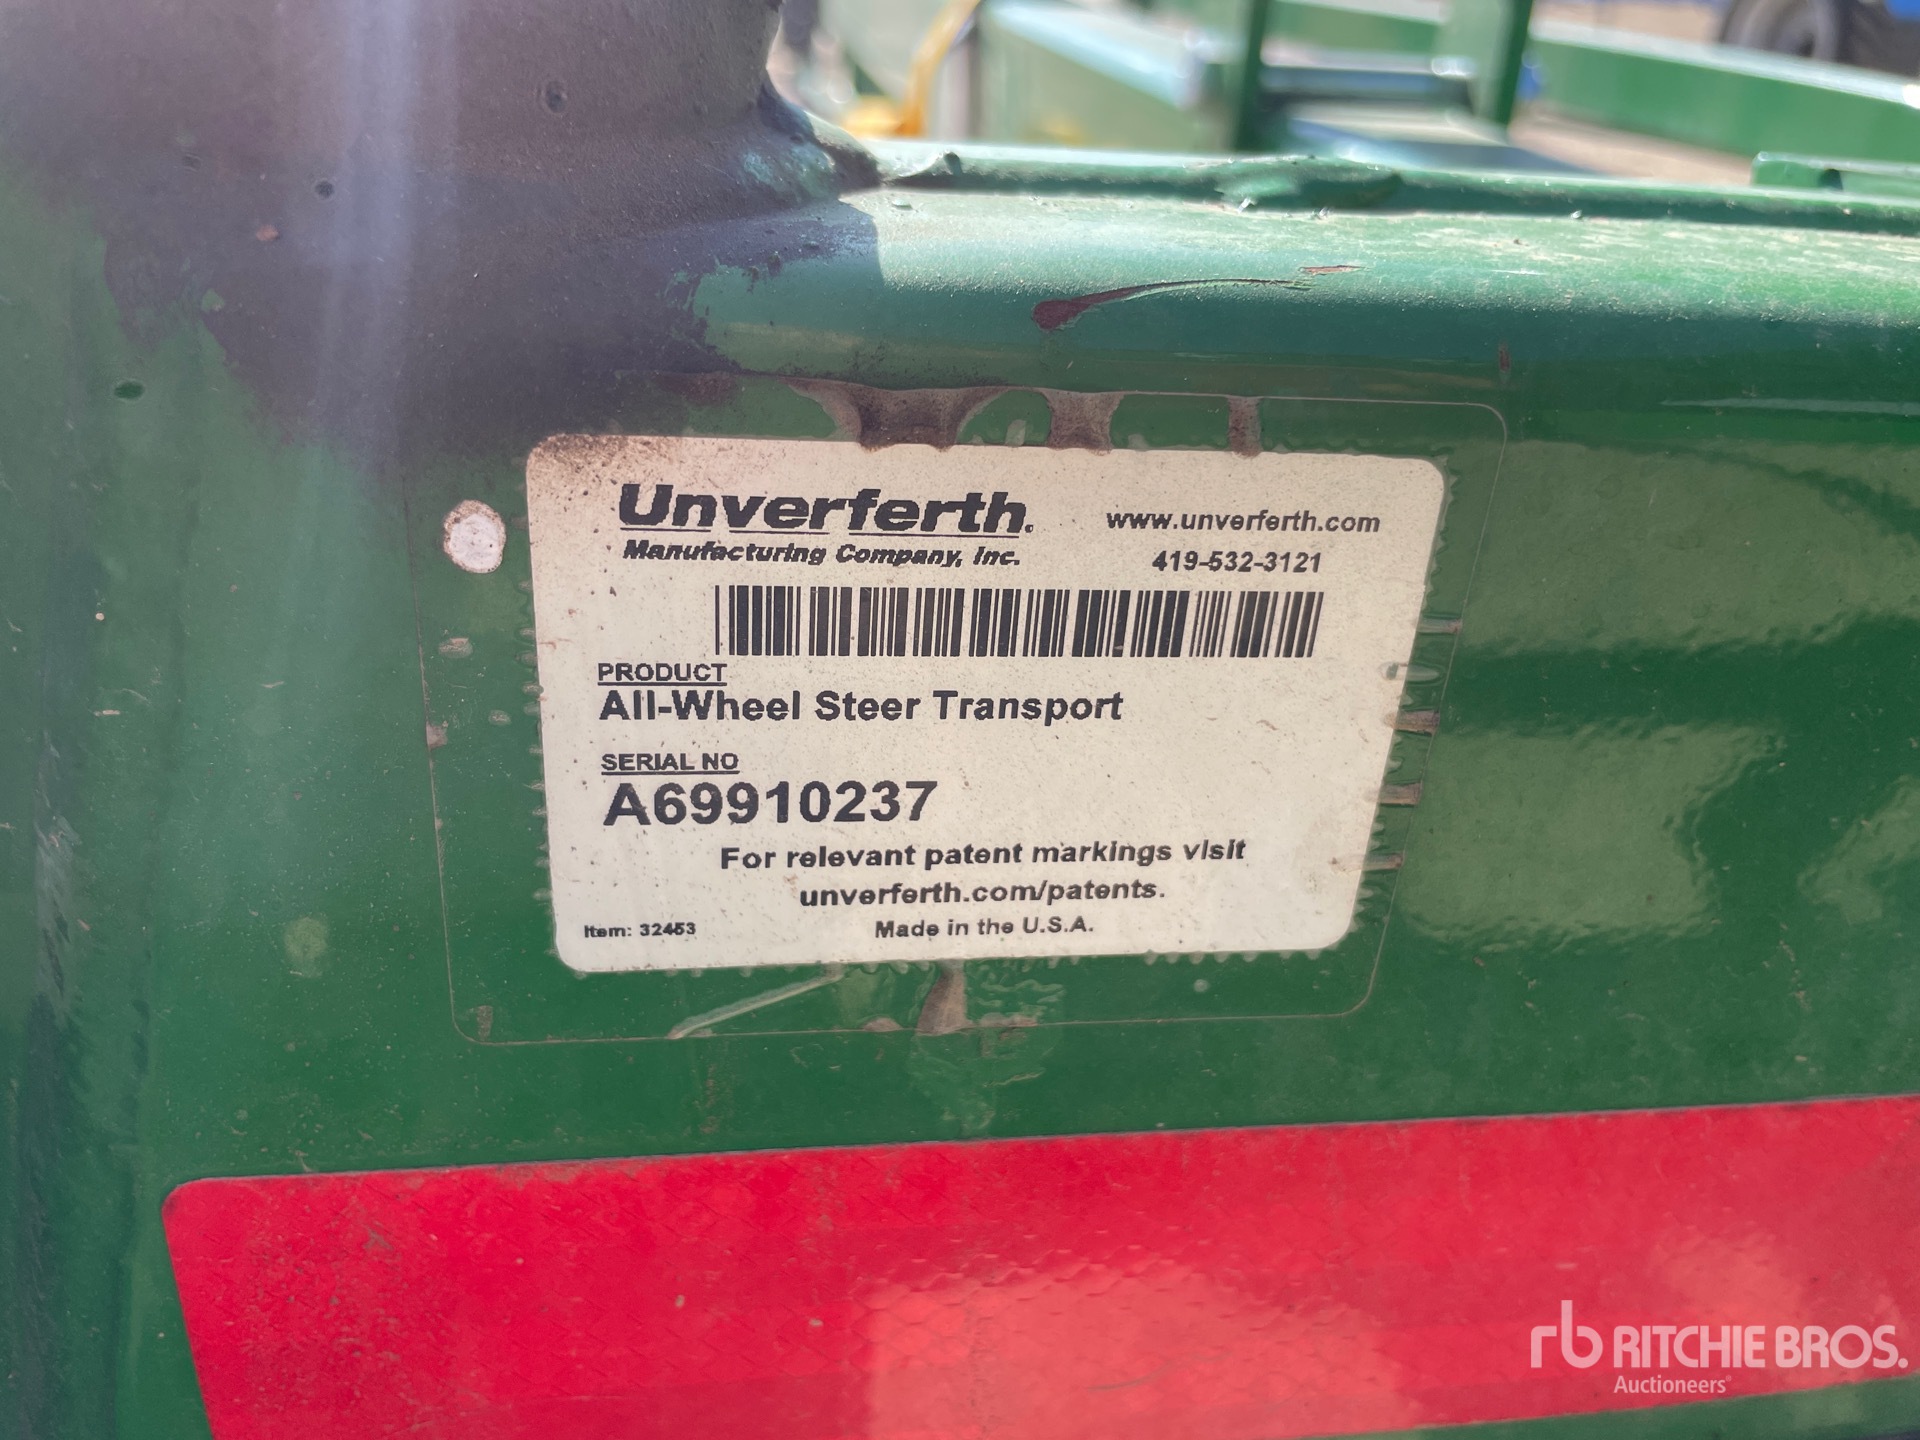 Unverferth.
Manufacturing Company, Inc.
www.unverferth.com
419-532-3121
PRODUCT
All-Wheel Steer Transport
SERIAL NO
A69910237
For relevant patent markings visit
unverferth.com/patents.
Item: 32453
Made in the U.S.A.
rb RITCHIE BROS.
Auctioneers